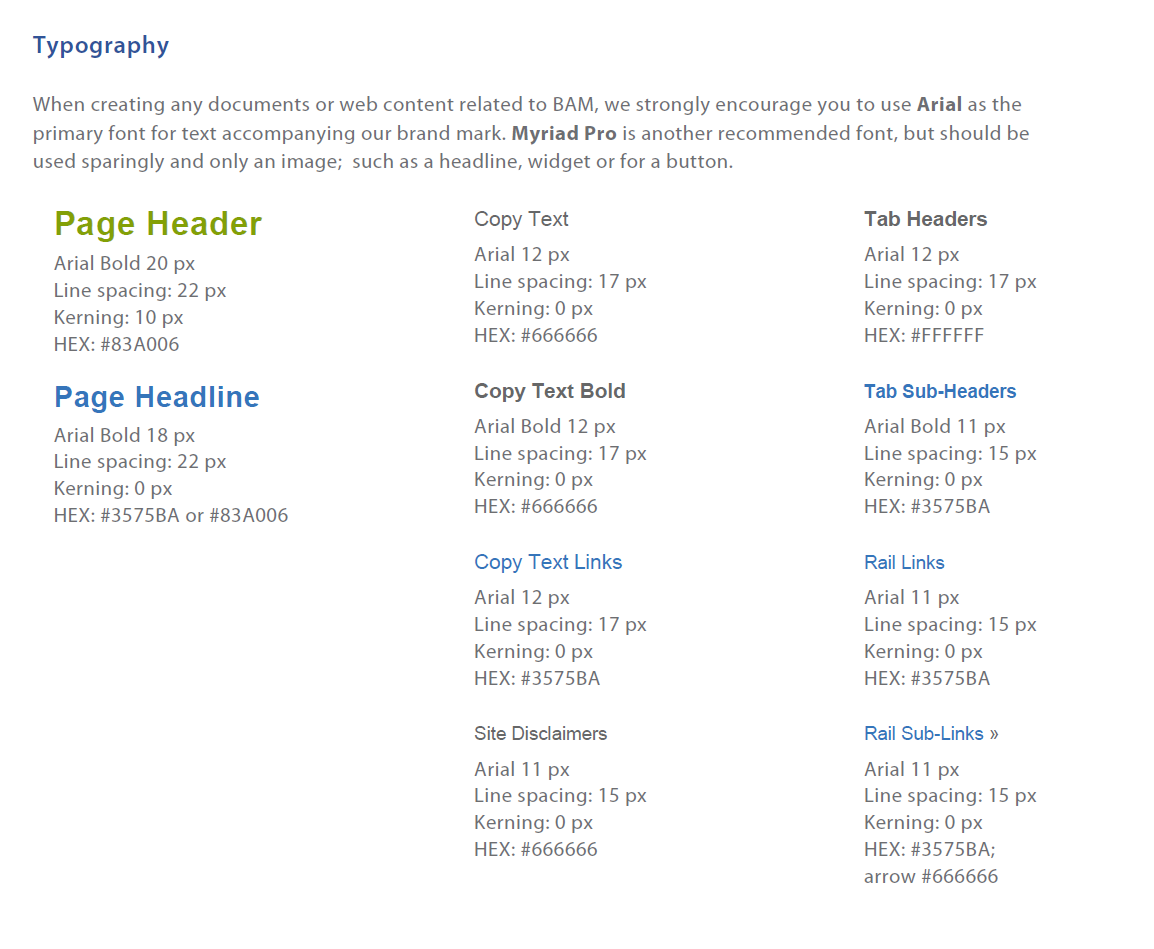 Typography
When creating any documents or web content related to BAM, we strongly encourage you to use Arial as the
primary font for text accompanying our brand mark. Myriad Pro is another recommended font, but should be
used sparingly and only an image;  such as a headline, widget or for a button.
Page Header
Arial Bold 20 px
Line spacing: 22 px
Kerning: 10 px
HEX: #83A006
Page Headline
Arial Bold 18 px
Line spacing: 22 px
Kerning: 0 px
HEX: #3575BA or #83A006
Copy Text
Arial 12 px
Line spacing: 17 px
Kerning: 0 px
HEX: #666666
Copy Text Bold
Arial Bold 12 px
Line spacing: 17 px
Kerning: 0 px
HEX: #666666
Copy Text Links
Arial 12 px
Line spacing: 17 px
Kerning: 0 px
HEX: #3575BA
Site Disclaimers
Arial 11 px
Line spacing: 15 px
Kerning: 0 px
HEX: #666666
Tab Headers
Arial 12 px
Line spacing: 17 px
Kerning: 0 px
HEX: #FFFFFF
Tab Sub-Headers
Arial Bold 11 px
Line spacing: 15 px
Kerning: 0 px
HEX: #3575BA
Rail Links
Arial 11 px
Line spacing: 15 px
Kerning: 0 px
HEX: #3575BA
Rail Sub-Links »
Arial 11 px
Line spacing: 15 px
Kerning: 0 px
HEX: #3575BA;
arrow #666666